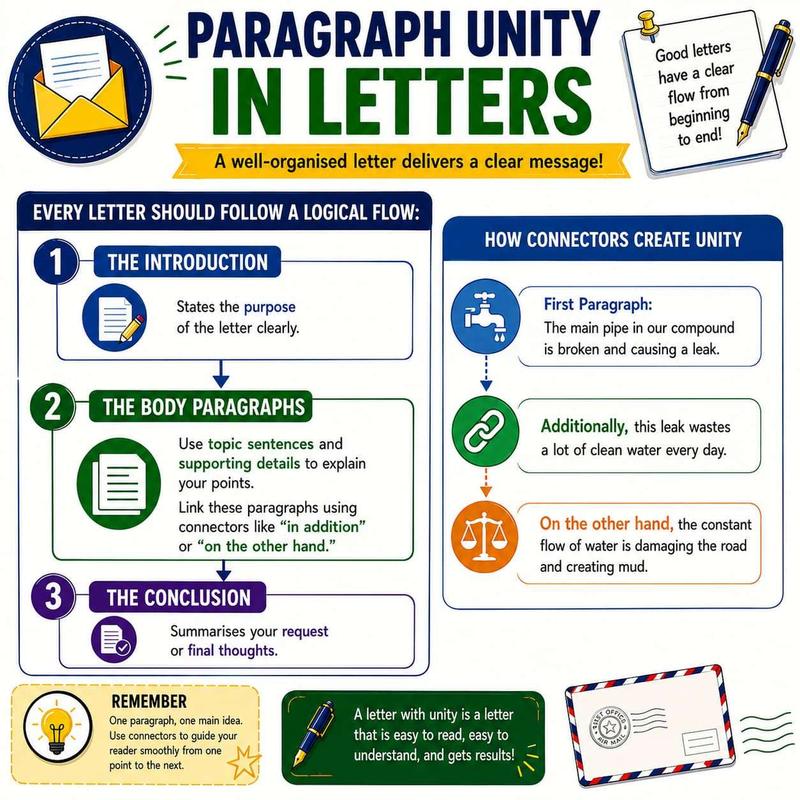 PARAGRAPH UNITY
IN LETTERS
A well-organised letter delivers a clear message!
Good letters
have a clear
flow from
beginning
to end!
EVERY LETTER SHOULD FOLLOW A LOGICAL FLOW:
1
THE INTRODUCTION
States the purpose
of the letter clearly.
2
THE BODY PARAGRAPHS
Use topic sentences and
supporting details to explain
your points.
Link these paragraphs using
connectors like “in addition”
or “on the other hand.”
3
THE CONCLUSION
Summarises your request
or final thoughts.
HOW CONNECTORS CREATE UNITY
First Paragraph:
The main pipe in our compound
is broken and causing a leak.
Additionally, this leak wastes
a lot of clean water every day.
On the other hand, the constant
flow of water is damaging the road
and creating mud.
REMEMBER
One paragraph, one main idea.
Use connectors to guide your
reader smoothly from one
point to the next.
A letter with unity is a letter
that is easy to read, easy to
understand, and gets results!
OFFICE
AIR MAIL